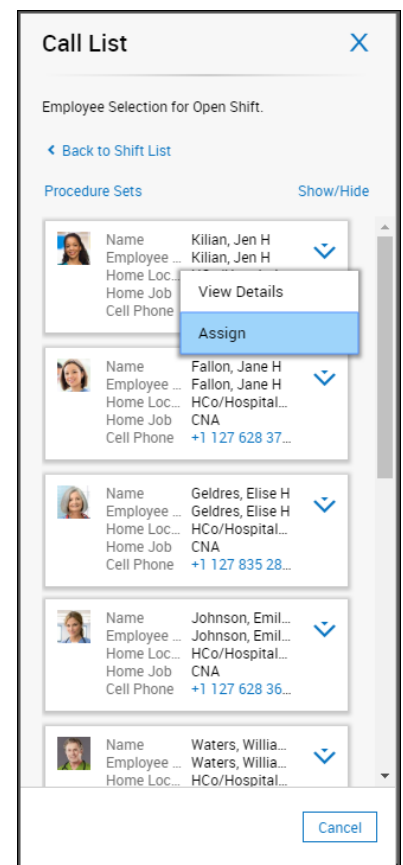 Call List X
Employee Selection for Open Shift.
Back to Shift List
Procedure Sets Show/Hide
Name Kilian, Jen H
Employee ... Kilian, Jen H
Home Loc...
Home Job
Cell Phone
View Details
Assign
Name Fallon, Jane H
Employee ... Fallon, Jane H
Home Loc... HCo/Hospital...
Home Job CNA
Cell Phone +1 127 628 37...
Name Geldres, Elise H
Employee ... Geldres, Elise H
Home Loc... HCo/Hospital...
Home Job CNA
Cell Phone +1 127 835 28...
Name Johnson, Emil...
Employee ... Johnson, Emil...
Home Loc... HCo/Hospital...
Home Job CNA
Cell Phone +1 127 628 36...
Name Waters, Willia...
Employee ... Waters, Willia...
Home Loc... HCo/Hospital...
Cancel